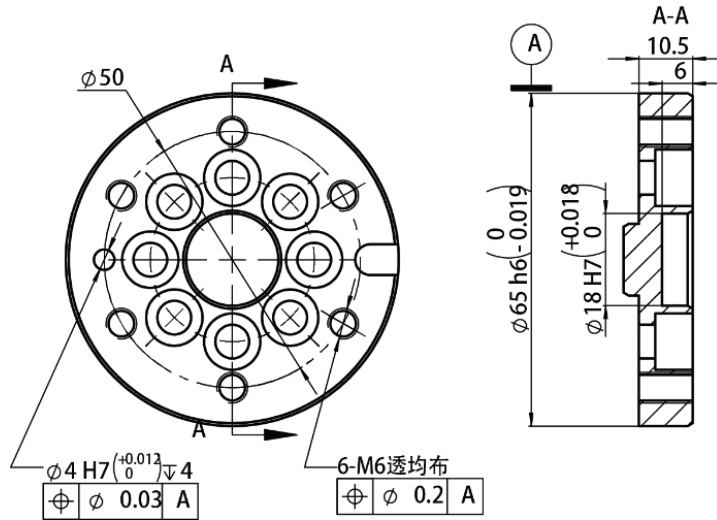 A
A-A
10.5
6
A
⌀50
⌀65 h6(0 -0.019)
⌀18 H7(+0.018 0)
A
⌀4 H7(+0.012 0)↧4
⌖ ⌀ 0.03 A
6-M6透均布
⌖ ⌀ 0.2 A